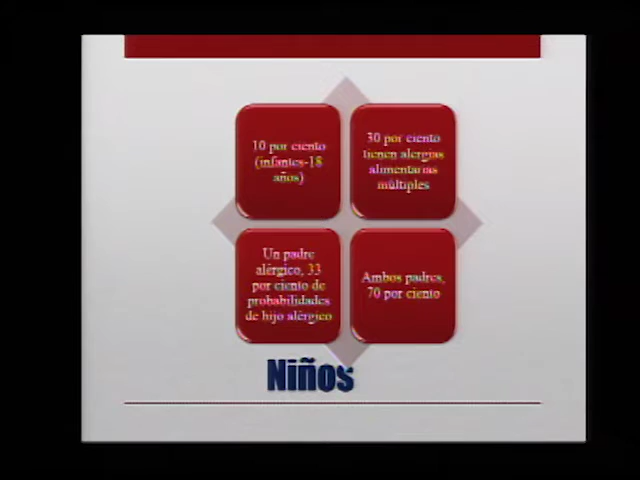 10 por ciento
(infantes-18
años)
30 por ciento
tienen alergias
alimentarias
múltiples
Un padre
alérgico, 33
por ciento de
probabilidades
de hijo alérgico
Ambos padres,
70 por ciento
Niños